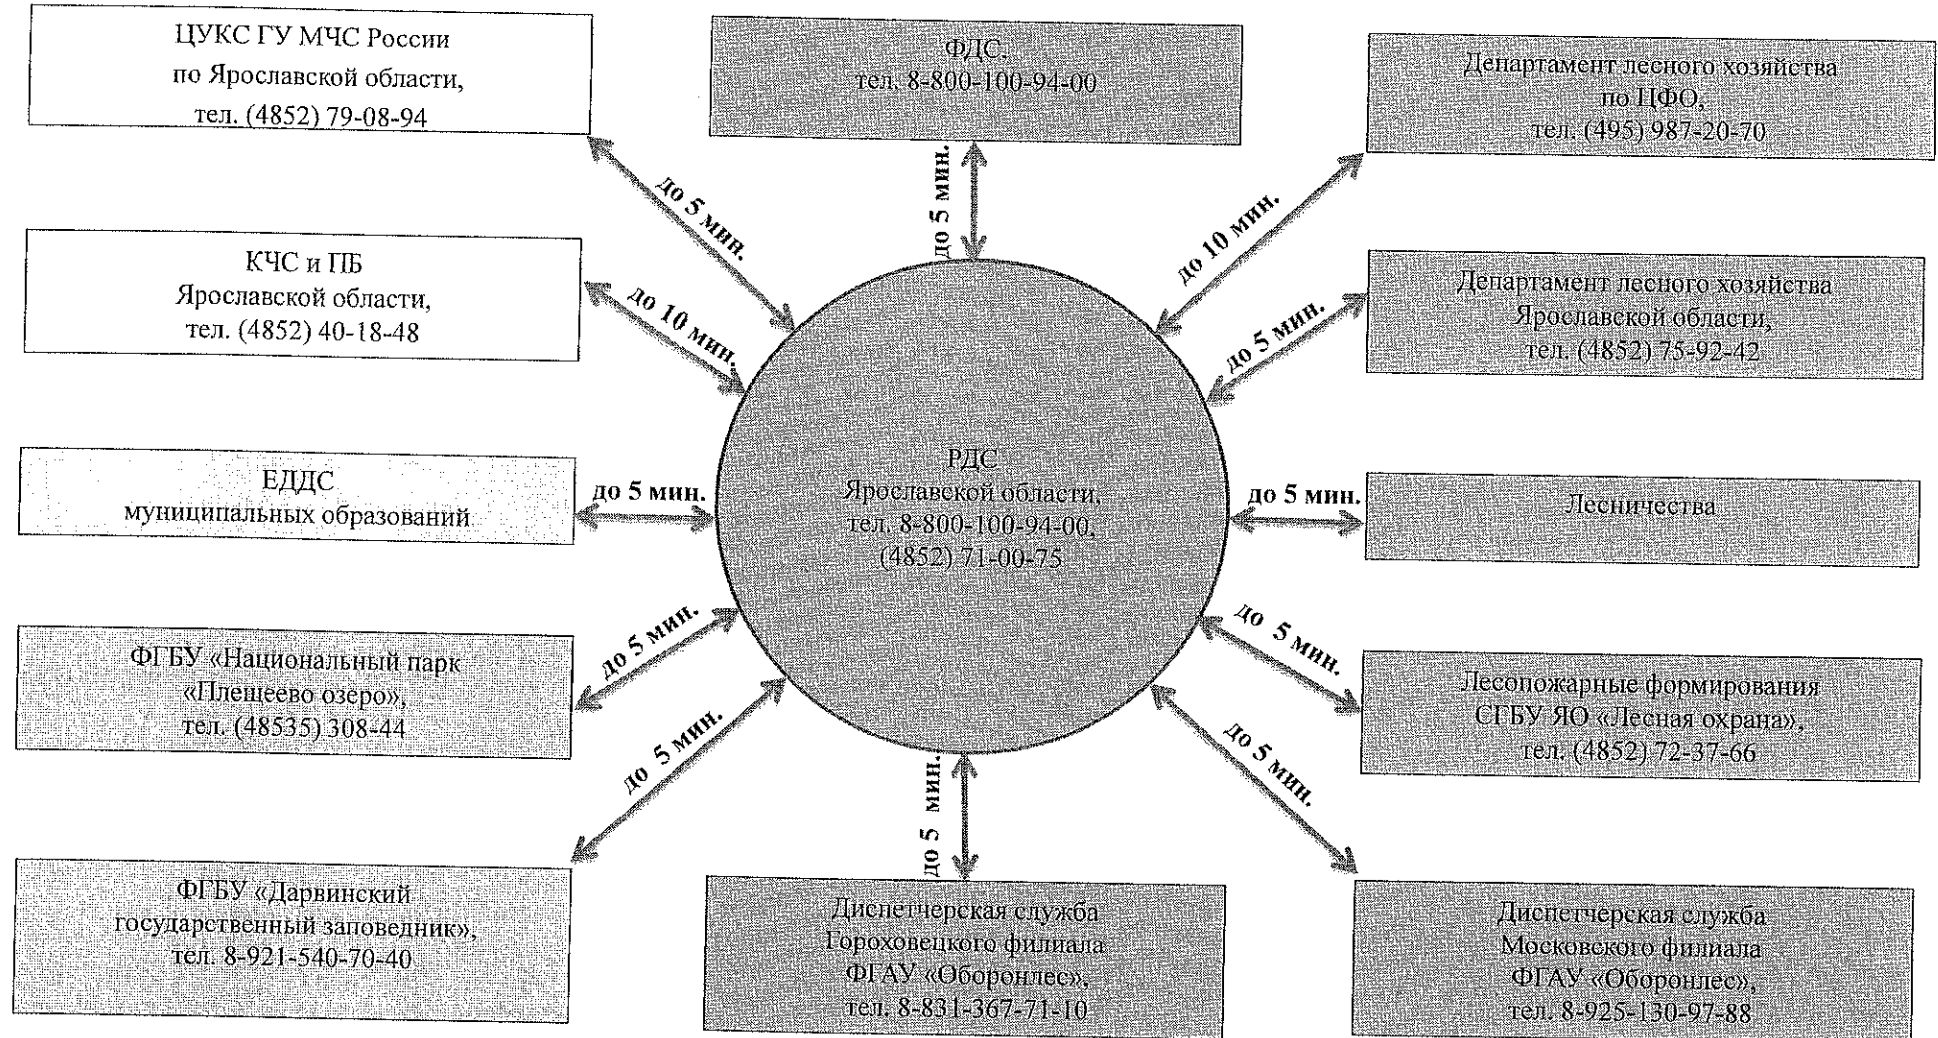 ЦУКС ГУ МЧС России
по Ярославской области,
тел. (4852) 79-08-94
ФДС,
тел. 8-800-100-94-00
Департамент лесного хозяйства
по ЦФО,
тел. (495) 987-20-70
до 5 мин.
до 5 мин.
до 10 мин.
КЧС и ПБ
Ярославской области,
тел. (4852) 40-18-48
до 10 мин.
до 5 мин.
Департамент лесного хозяйства
Ярославской области,
тел. (4852) 75-92-42
ЕДДС
муниципальных образований
до 5 мин.
РДС
Ярославской области,
тел. 8-800-100-94-00,
(4852) 71-00-75
до 5 мин.
Лесничества
ФГБУ «Национальный парк
«Плещеево озеро»,
тел. (48535) 308-44
до 5 мин.
до 5 мин.
Лесопожарные формирования
СГБУ ЯО «Лесная охрана»,
тел. (4852) 72-37-66
до 5 мин.
до 5 мин.
до 5 мин.
ФГБУ «Дарвинский
государственный заповедник»,
тел. 8-921-540-70-40
Диспетчерская служба
Гороховецкого филиала
ФГАУ «Оборонлес»,
тел. 8-831-367-71-10
Диспетчерская служба
Московского филиала
ФГАУ «Оборонлес»,
тел. 8-925-130-97-88